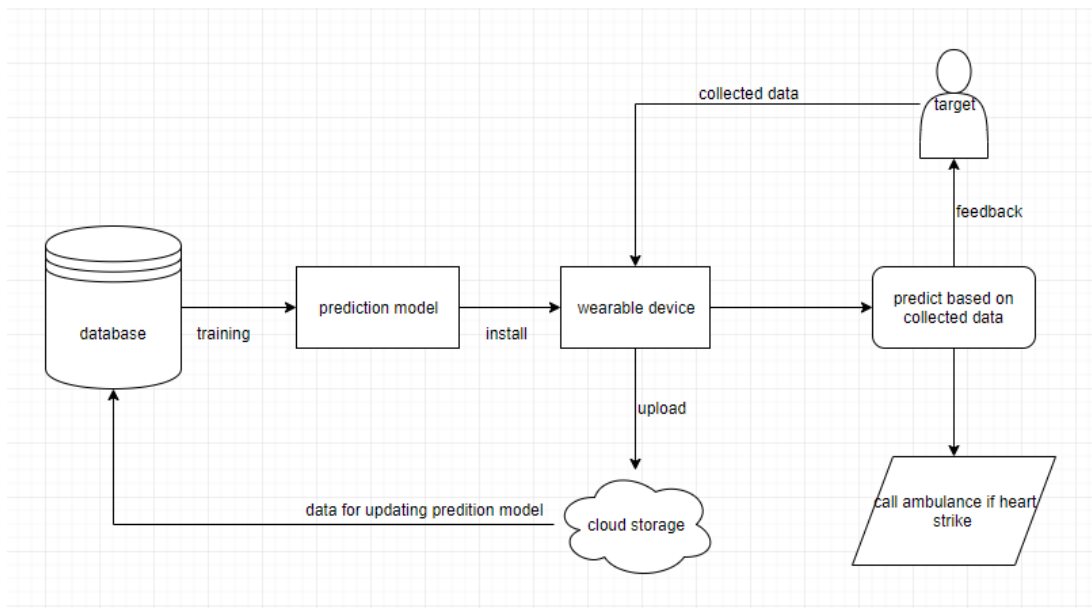 collected data
target
feedback
database
training
prediction model
install
wearable device
predict based on
collected data
upload
data for updating predition model
cloud storage
call ambulance if heart
strike